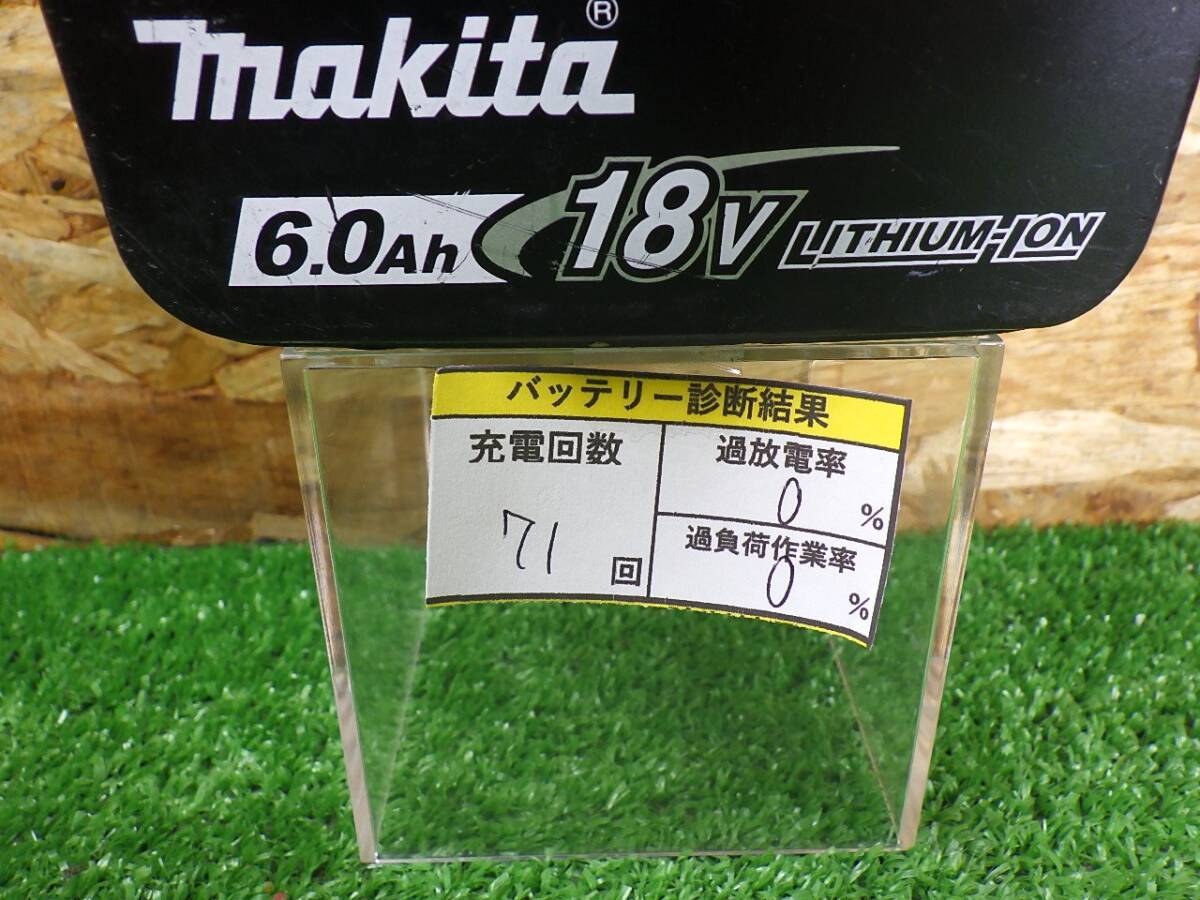 makita®
6.0Ah 18V LITHIUM-ION
バッテリー診断結果
充電回数
71 回
過放電率
0 %
過負荷作業率
0 %